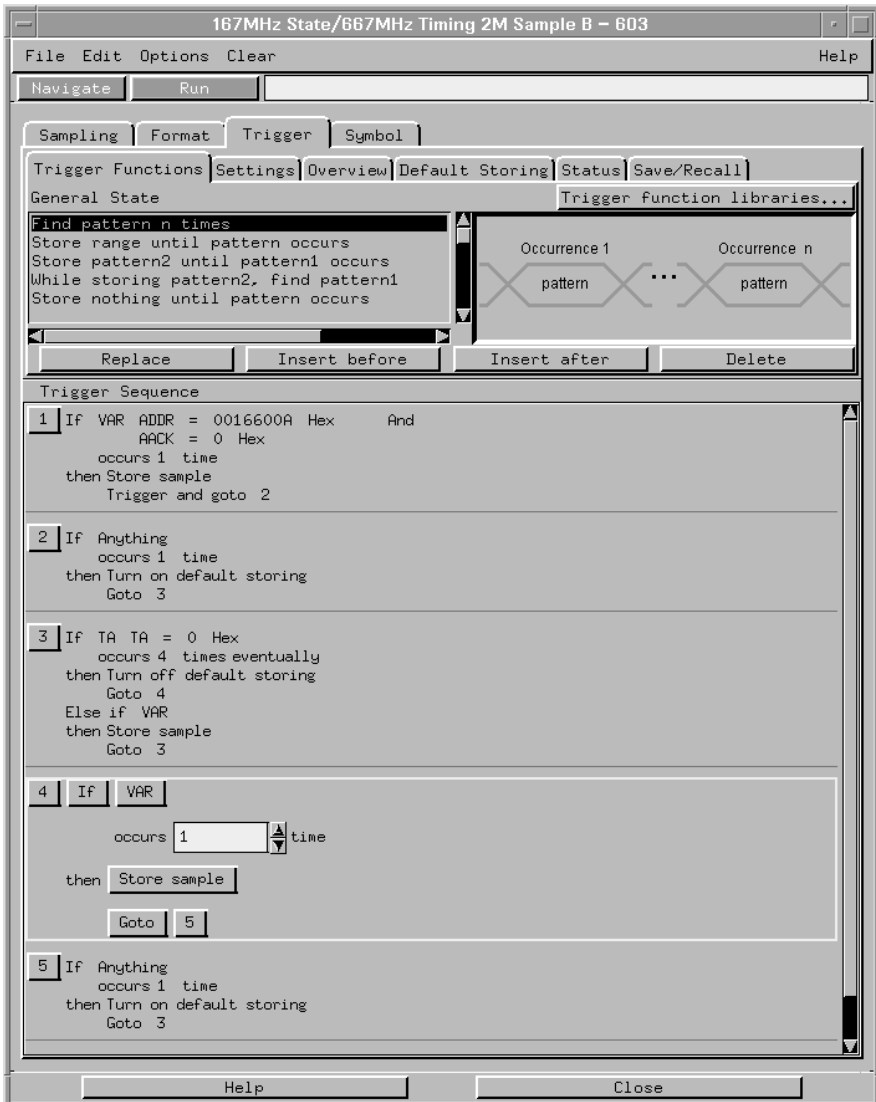 167MHz State/667MHz Timing 2M Sample B – 603
File Edit Options Clear Help
Navigate Run
Sampling Format Trigger Symbol
Trigger Functions Settings Overview Default Storing Status Save/Recall
General State Trigger function libraries...
Find pattern n times
Store range until pattern occurs
Store pattern2 until pattern1 occurs
While storing pattern2, find pattern1
Store nothing until pattern occurs
Occurrence 1 Occurrence n
pattern ... pattern
Replace Insert before Insert after Delete
Trigger Sequence
1 If VAR ADDR = 0016600A Hex And
AACK = 0 Hex
occurs 1 time
then Store sample
Trigger and goto 2
2 If Anything
occurs 1 time
then Turn on default storing
Goto 3
3 If TA TA = 0 Hex
occurs 4 times eventually
then Turn off default storing
Goto 4
Else if VAR
then Store sample
Goto 3
4 If VAR
occurs 1 time
then Store sample
Goto 5
5 If Anything
occurs 1 time
then Turn on default storing
Goto 3
Help Close